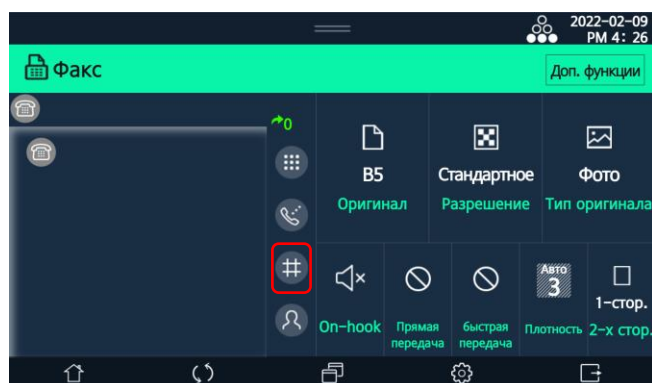 2022-02-09
PM 4: 26
Факс
Доп. функции
0
B5
Оригинал
Стандартное
Разрешение
Фото
Тип оригинала
#
On-hook
Прямая
передача
быстрая
передача
Авто
3
Плотность
1-стор.
2-х стор.